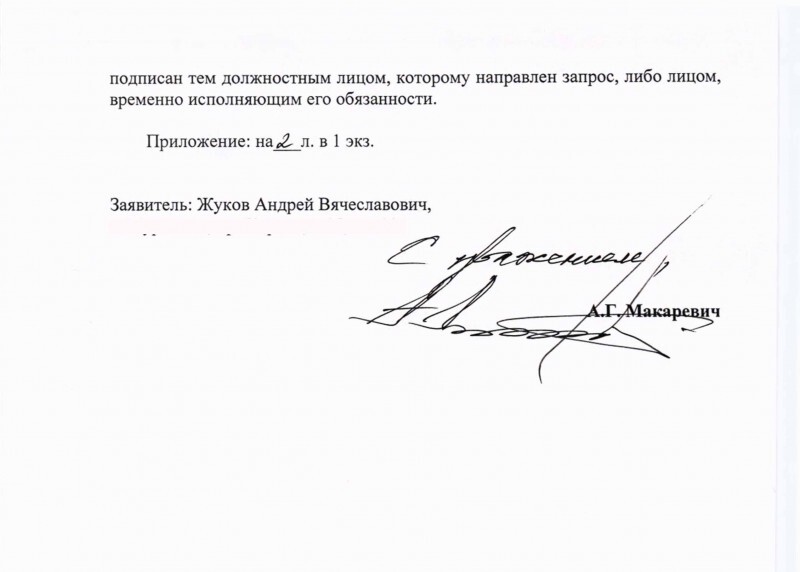 подписан тем должностным лицом, которому направлен запрос, либо лицом,
временно исполняющим его обязанности.
Приложение: на 2 л. в 1 экз.
Заявитель: Жуков Андрей Вячеславович,
С уважением
А.Г. Макаревич